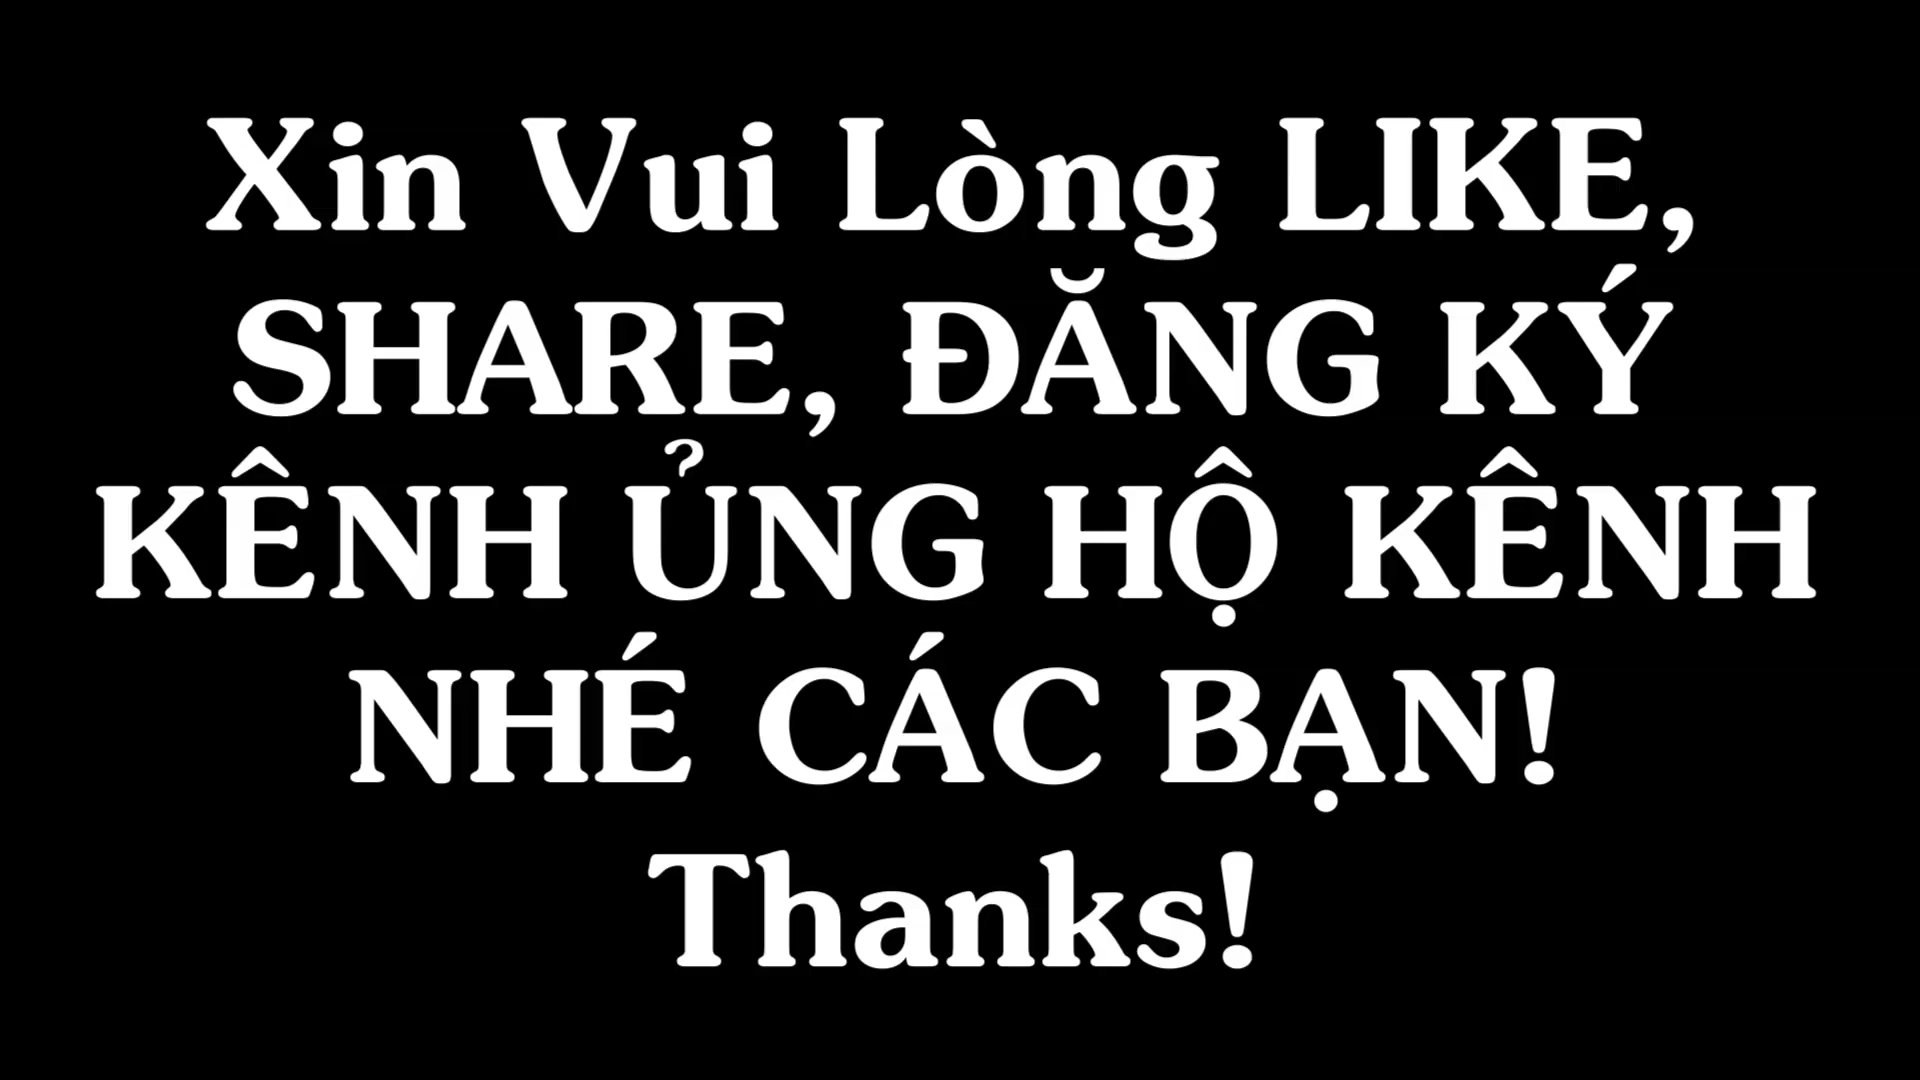 Xin Vui Lòng LIKE,
SHARE, ĐĂNG KÝ
KÊNH ỦNG HỘ KÊNH
NHÉ CÁC BẠN!
Thanks!